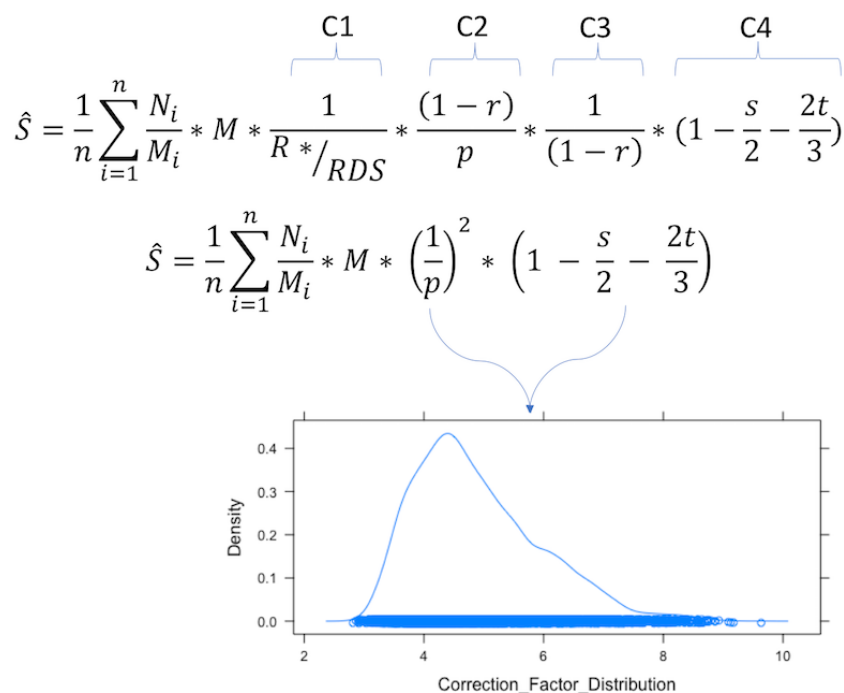 C1 C2 C3 C4
Ŝ = 1/n ∑_{i=1}^{n} N_i/M_i * M * 1/(R */RDS) * (1 − r)/p * 1/(1 − r) * (1 − s/2 − 2t/3)
Ŝ = 1/n ∑_{i=1}^{n} N_i/M_i * M * (1/p)^2 * (1 − s/2 − 2t/3)
0.4
0.3
0.2
0.1
0.0
Density
2 4 6 8 10
Correction_Factor_Distribution